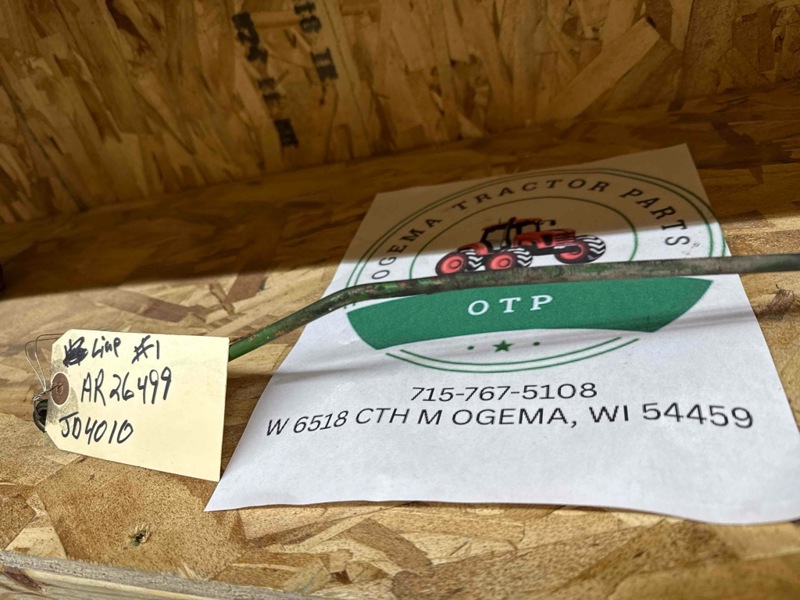 OGEMA TRACTOR PARTS
OTP
715-767-5108
W 6518 CTH M OGEMA, WI 54459
Line #1
AR26499
JD4010